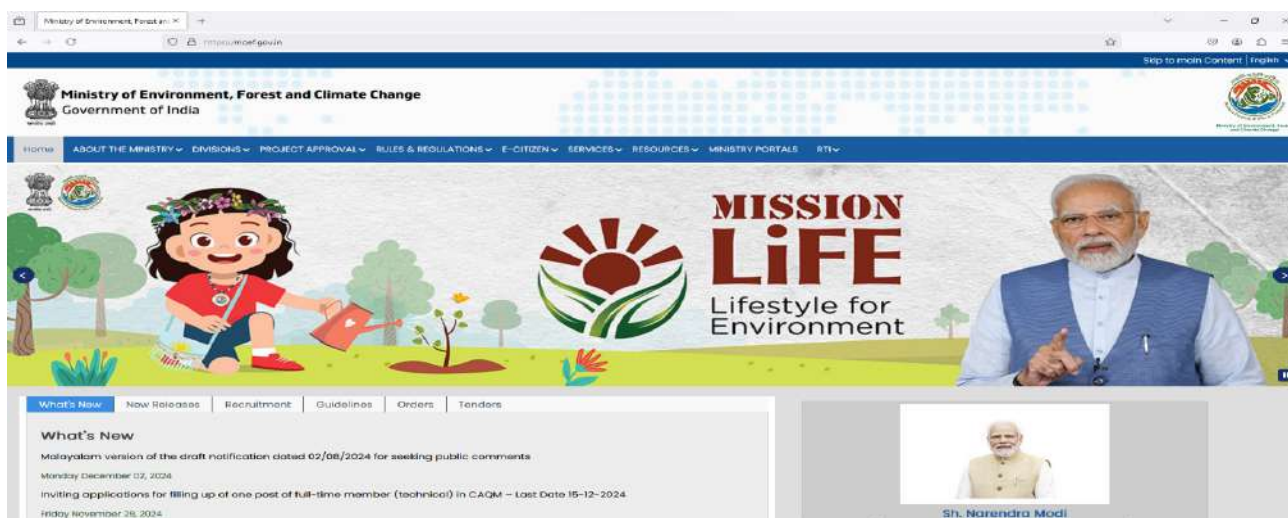 Ministry of Environment, Forest an
moef.gov.in
Skip to main Content | English
Ministry of Environment, Forest and Climate Change
Government of India
Home ABOUT THE MINISTRY DIVISIONS PROJECT APPROVAL RULES & REGULATIONS E-CITIZEN SERVICES RESOURCES MINISTRY PORTALS RTI
MISSION
LiFE
Lifestyle for
Environment
What's New New Releases Recruitment Guidelines Orders Tenders
What's New
Malayalam version of the draft notification dated 02/08/2024 for seeking public comments
Monday December 02, 2024
Inviting applications for filling up of one post of full-time member (technical) in CAQM – Last Date 15-12-2024
Friday November 29, 2024
Sh. Narendra Modi